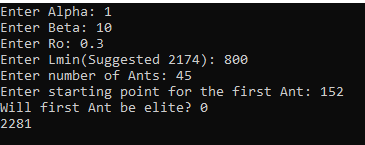 Enter Alpha: 1
Enter Beta: 10
Enter Ro: 0.3
Enter Lmin(Suggested 2174): 800
Enter number of Ants: 45
Enter starting point for the first Ant: 152
Will first Ant be elite? 0
2281